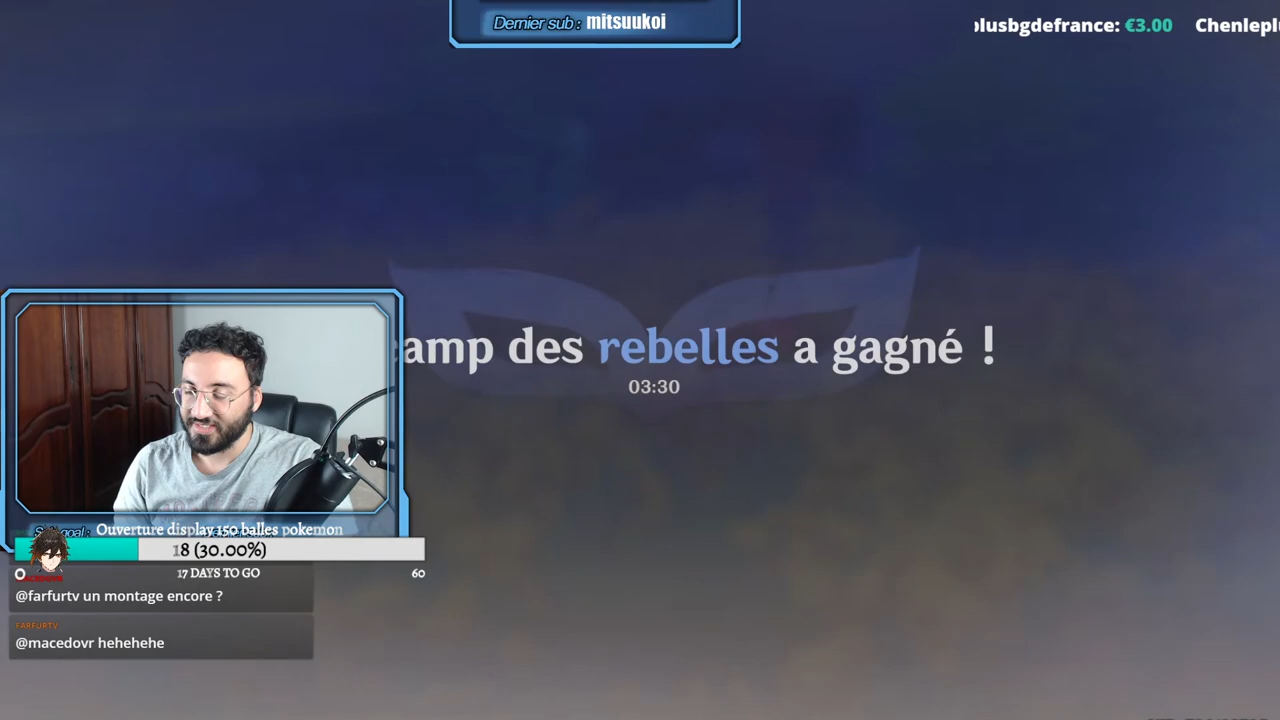 Dernier sub : mitsuukoi
plusbgdefrance: €3.00 Chenlepl
amp des rebelles a gagné !
03:30
Ouverture display 150 balles pokemon
18 (30.00%)
0 17 DAYS TO GO 60
@farfurtv un montage encore ?
FARFURTV
@macedovr hehehehe